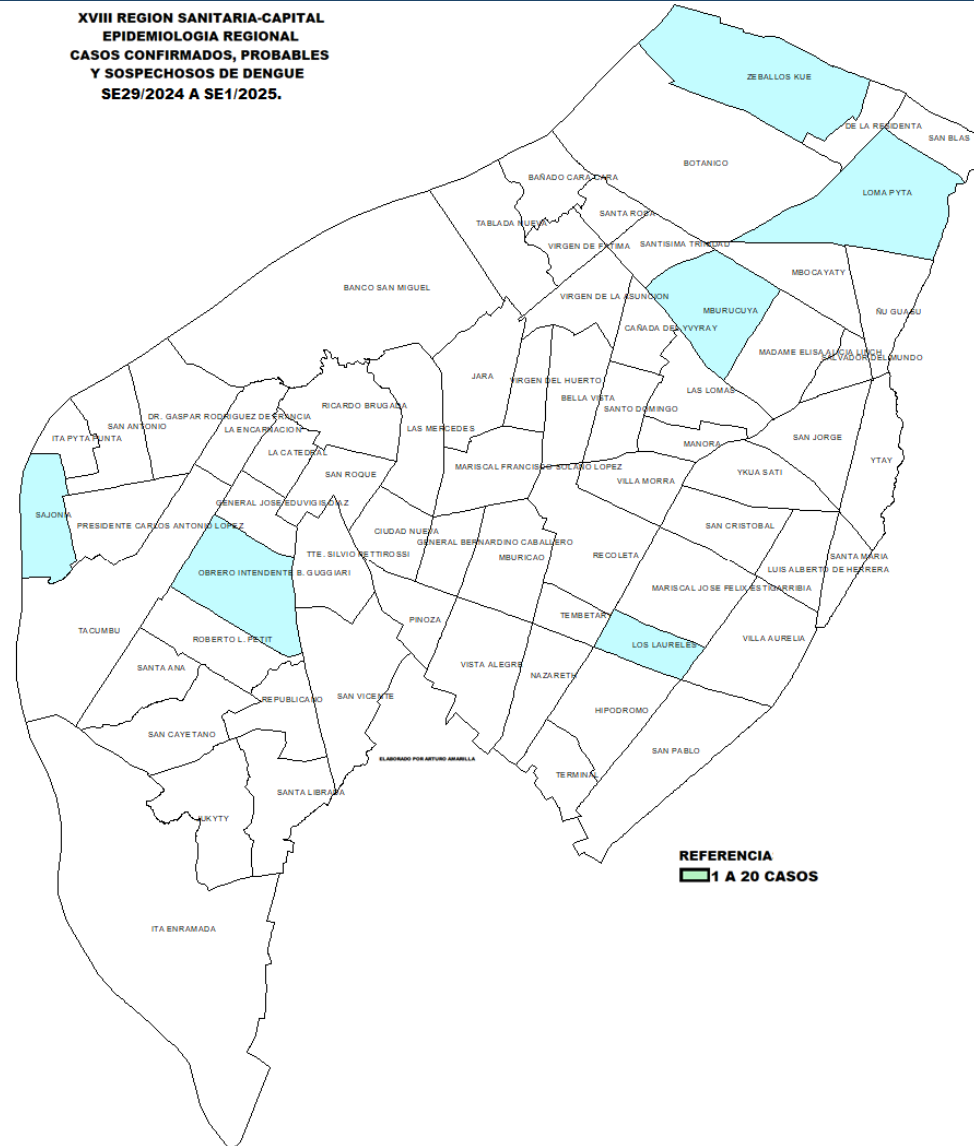 XVIII REGION SANITARIA-CAPITAL
EPIDEMIOLOGIA REGIONAL
CASOS CONFIRMADOS, PROBABLES
Y SOSPECHOSOS DE DENGUE
SE29/2024 A SE1/2025.
ZEBALLOS KUE
DE LA RESIDENTA
SAN BLAS
BOTANICO
BAÑADO CARA CARA
LOMA PYTA
TABLADA NUEVA
SANTA ROSA
VIRGEN DE FATIMA
SANTISIMA TRINIDAD
MBOCAYATY
BANCO SAN MIGUEL
VIRGEN DE LA ASUNCION
MBURUCUYA
ÑU GUASU
CAÑADA DEL YVYRAY
MADAME ELISA ALICIA LINCH
SALVADOR DEL MUNDO
JARA
VIRGEN DEL HUERTO
LAS LOMAS
BELLA VISTA
RICARDO BRUGADA
SANTO DOMINGO
DR. GASPAR RODRIGUEZ DE FRANCIA
SAN ANTONIO
LA ENCARNACION
LAS MERCEDES
ITA PYTA PUNTA
SAN JORGE
MANORA
LA CATEDRAL
YTAY
MARISCAL FRANCISCO SOLANO LOPEZ
SAN ROQUE
YKUA SATI
VILLA MORRA
GENERAL JOSE EDUVIGIS DIAZ
SAJONIA
PRESIDENTE CARLOS ANTONIO LOPEZ
SAN CRISTOBAL
CIUDAD NUEVA
GENERAL BERNARDINO CABALLERO
TTE. SILVIO PETTIROSSI
MBURICAO
RECOLETA
SANTA MARIA
LUIS ALBERTO DE HERRERA
OBRERO INTENDENTE B. GUGGIARI
MARISCAL JOSE FELIX ESTIGARRIBIA
TEMBETARY
PINOZA
TACUMBU
ROBERTO L. PETIT
LOS LAURELES
VILLA AURELIA
SANTA ANA
VISTA ALEGRE
NAZARETH
REPUBLICANO
SAN VICENTE
HIPODROMO
SAN CAYETANO
SAN PABLO
ELABORADO POR ARTURO AMARILLA
TERMINAL
SANTA LIBRADA
JUKYTY
REFERENCIA
1 A 20 CASOS
ITA ENRAMADA